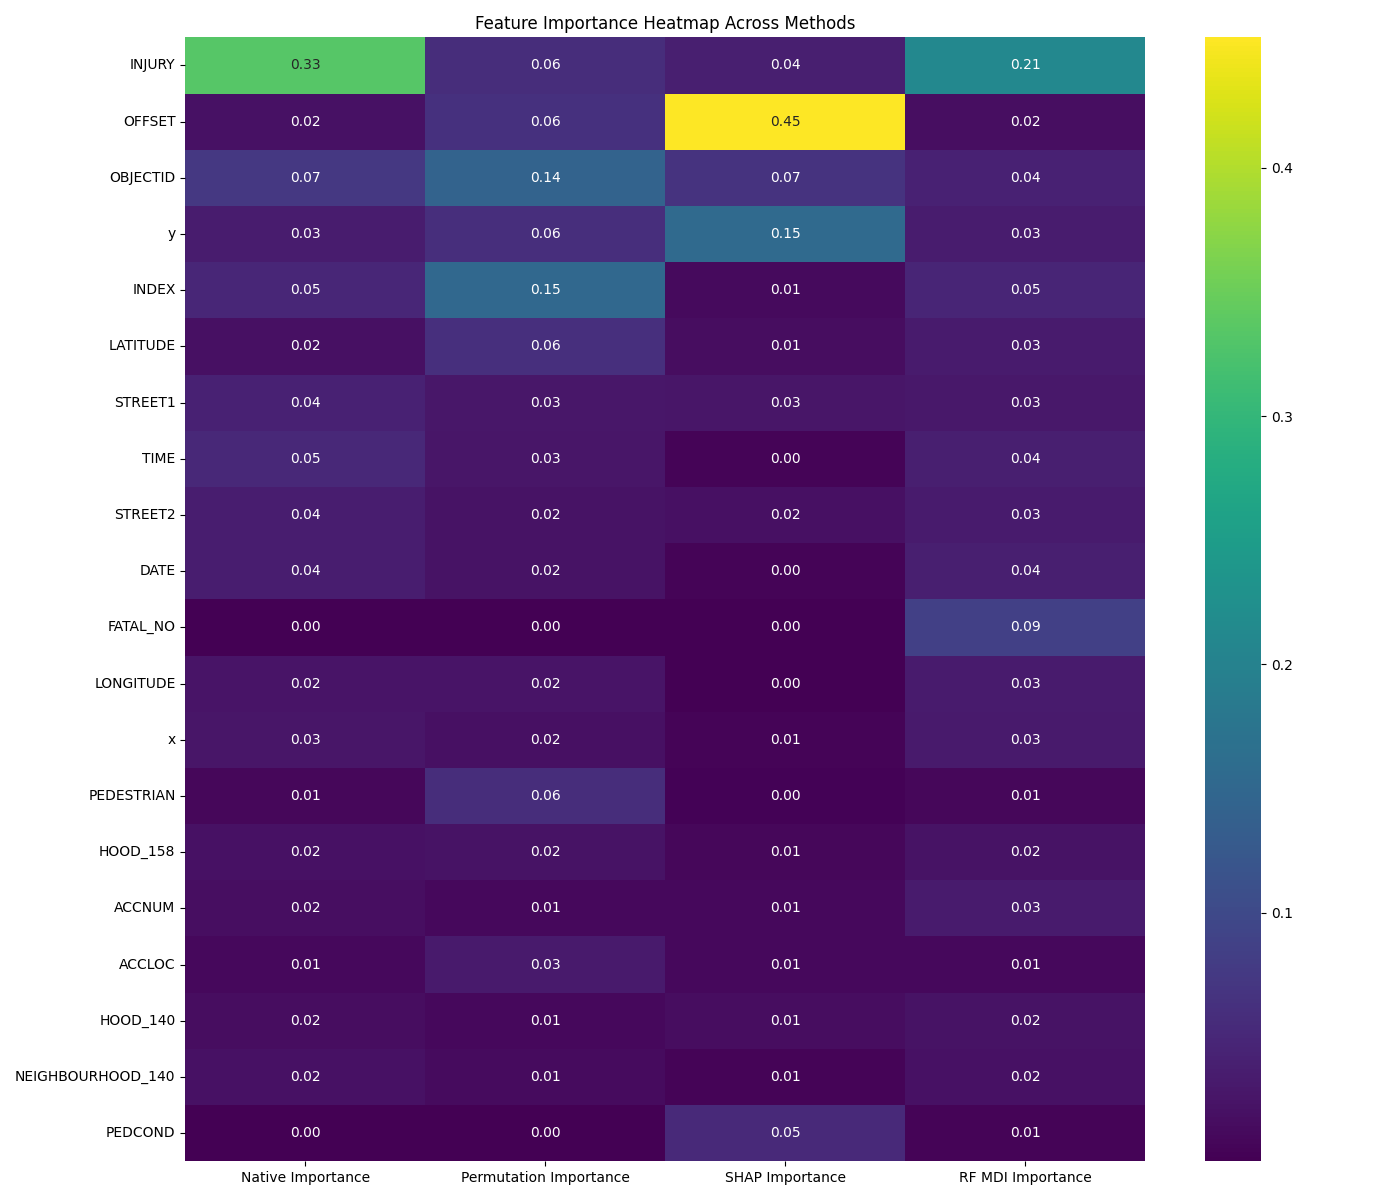 Feature Importance Heatmap Across Methods
INJURY 0.33 0.06 0.04 0.21
OFFSET 0.02 0.06 0.45 0.02
OBJECTID 0.07 0.14 0.07 0.04
y 0.03 0.06 0.15 0.03
INDEX 0.05 0.15 0.01 0.05
LATITUDE 0.02 0.06 0.01 0.03
STREET1 0.04 0.03 0.03 0.03
TIME 0.05 0.03 0.00 0.04
STREET2 0.04 0.02 0.02 0.03
DATE 0.04 0.02 0.00 0.04
FATAL_NO 0.00 0.00 0.00 0.09
LONGITUDE 0.02 0.02 0.00 0.03
x 0.03 0.02 0.01 0.03
PEDESTRIAN 0.01 0.06 0.00 0.01
HOOD_158 0.02 0.02 0.01 0.02
ACCNUM 0.02 0.01 0.01 0.03
ACCLOC 0.01 0.03 0.01 0.01
HOOD_140 0.02 0.01 0.01 0.02
NEIGHBOURHOOD_140 0.02 0.01 0.01 0.02
PEDCOND 0.00 0.00 0.05 0.01
Native Importance Permutation Importance SHAP Importance RF MDI Importance
0.4
0.3
0.2
0.1